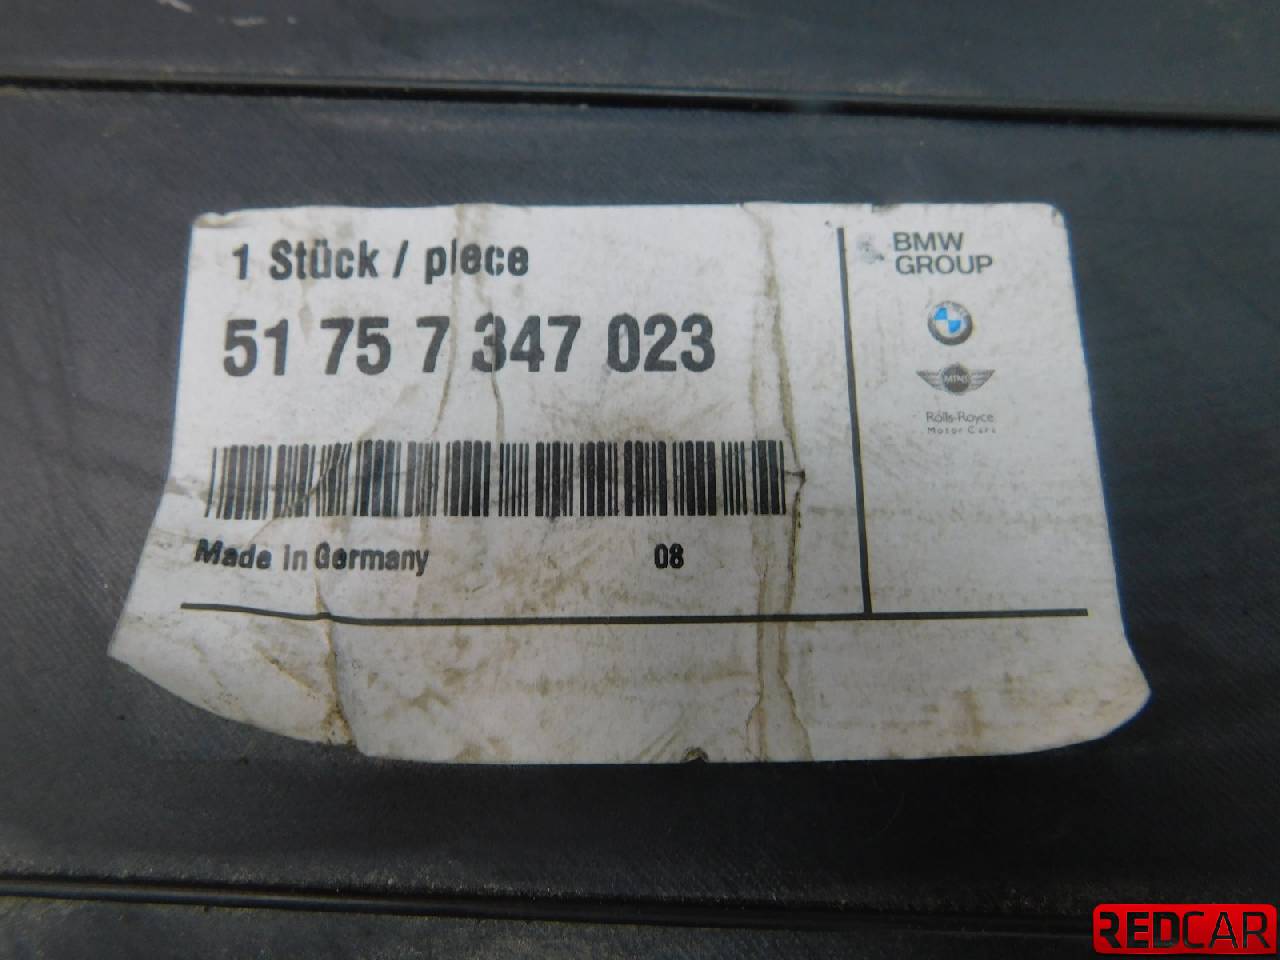 1 Stück / piece
51 75 7 347 023
Made in Germany
08
BMW
GROUP
MINI
Rolls-Royce
Motor Cars
REDCAR